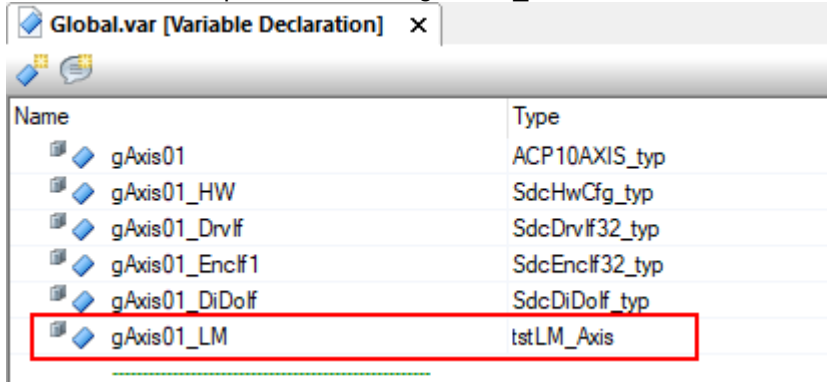 Global.var [Variable Declaration] X
Name Type
gAxis01 ACP10AXIS_typ
gAxis01_HW SdcHwCfg_typ
gAxis01_DrvIf SdcDrvIf32_typ
gAxis01_EncIf1 SdcEncIf32_typ
gAxis01_DiDoIf SdcDiDoIf_typ
gAxis01_LM tstLM_Axis